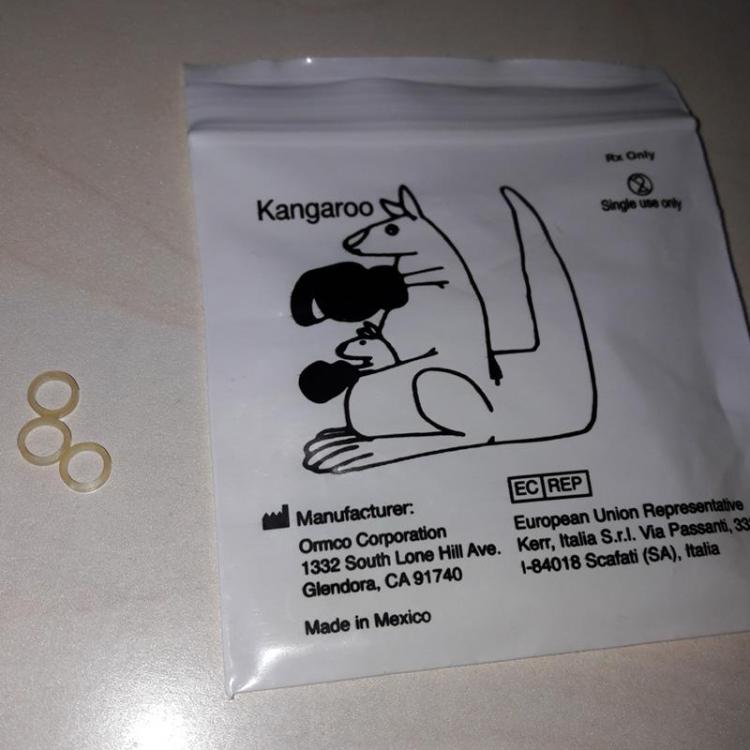 Rx Only
Single use only
Kangaroo
Manufacturer:
Ormco Corporation
1332 South Lone Hill Ave.
Glendora, CA 91740
Made in Mexico
EC REP
European Union Representative
Kerr, Italia S.r.l. Via Passanti,
I-84018 Scafati (SA), Italia